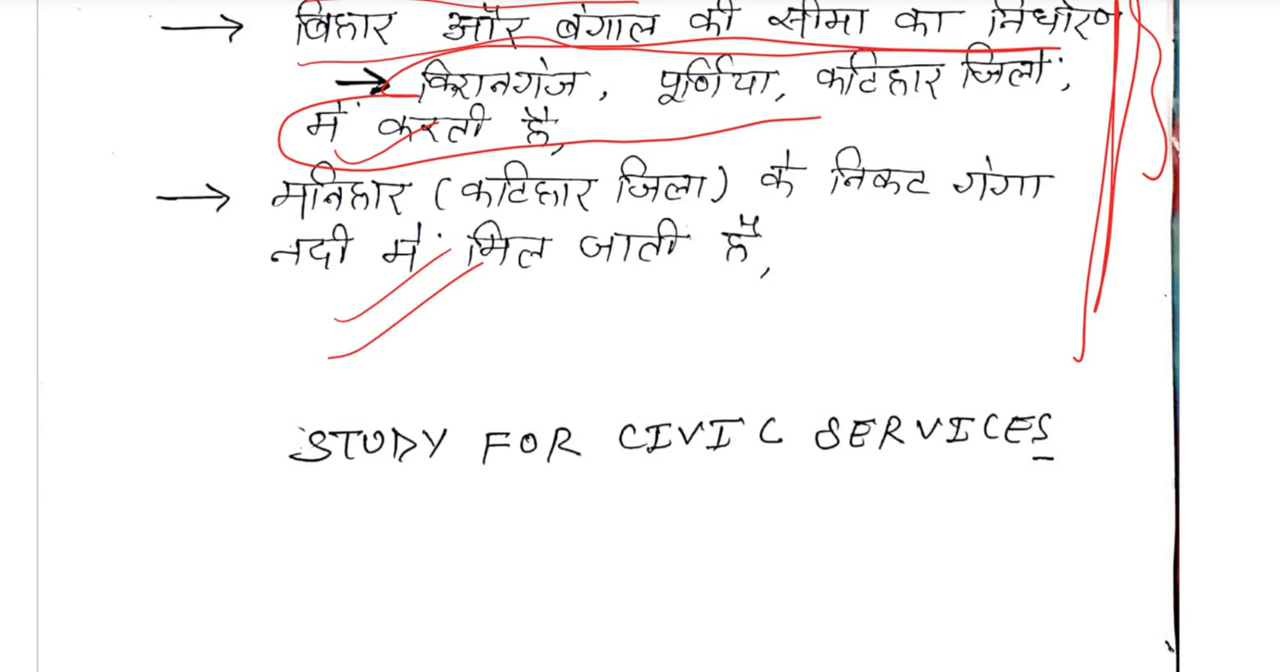 → बिहार और बंगाल की सीमा का निर्धारण
→ किशनगंज, पूर्णिया, कटिहार जिलों
में करती है,
→ मनिहार (कटिहार जिला) के निकट गंगा
नदी में मिल जाती है,
STUDY FOR CIVIC SERVICES